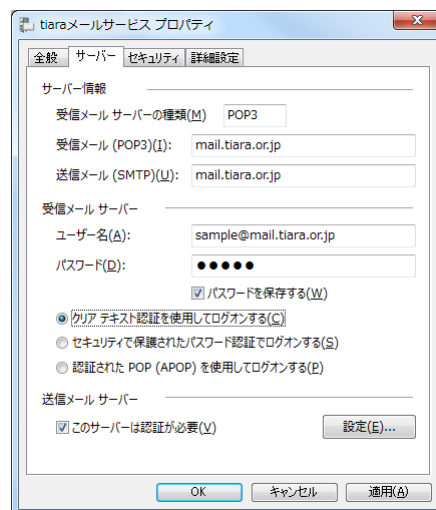 tiaraメールサービス プロパティ
全般 サーバー セキュリティ 詳細設定
サーバー情報
受信メール サーバーの種類(M) POP3
受信メール (POP3)(I): mail.tiara.or.jp
送信メール (SMTP)(U): mail.tiara.or.jp
受信メール サーバー
ユーザー名(A): sample@mail.tiara.or.jp
パスワード(D): ●●●●●
パスワードを保存する(W)
クリア テキスト認証を使用してログオンする(C)
セキュリティで保護されたパスワード認証でログオンする(S)
認証された POP (APOP) を使用してログオンする(P)
送信メール サーバー
このサーバーは認証が必要(V) 設定(E)...
OK キャンセル 適用(A)